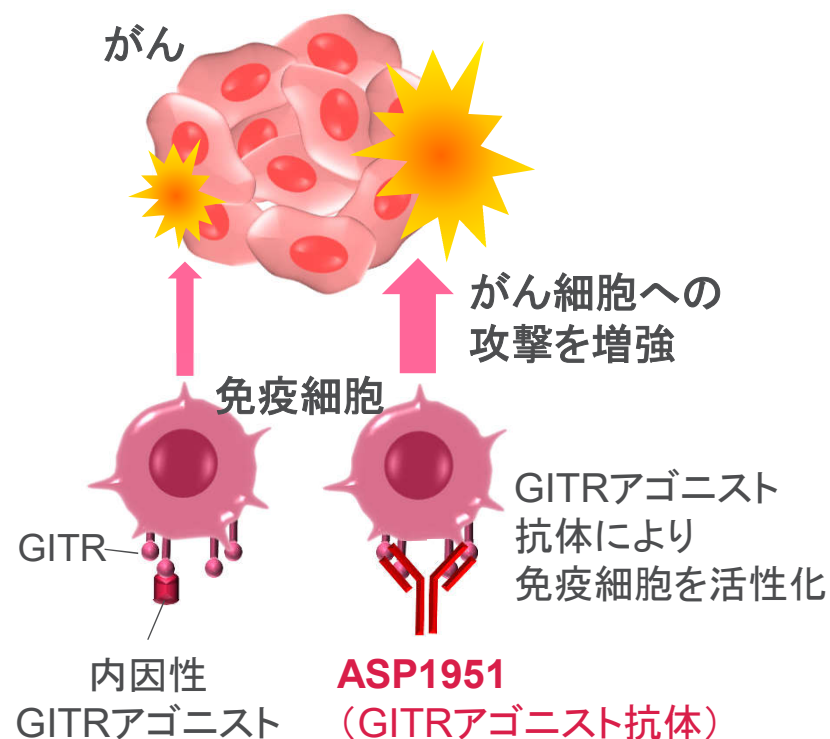 がん
がん細胞への
攻撃を増強
免疫細胞
GITR
GITRアゴニスト
抗体により
免疫細胞を活性化
内因性
GITRアゴニスト
ASP1951
（GITRアゴニスト抗体）